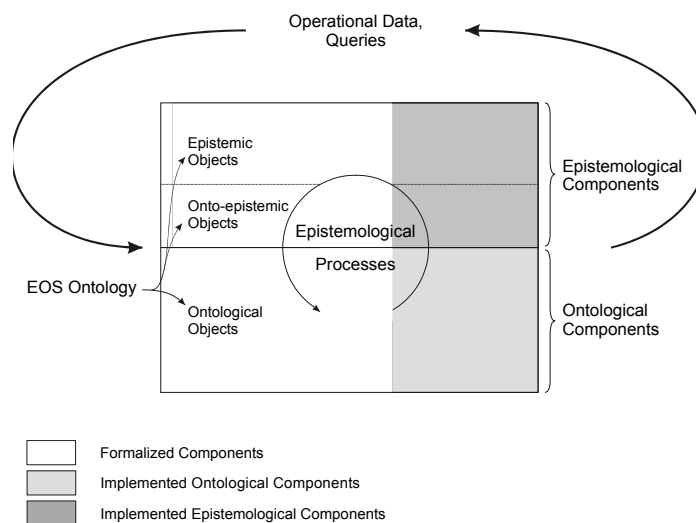 Operational Data,
Queries
Epistemic
Objects
Epistemological
Components
Onto-epistemic
Objects
Epistemological
Processes
EOS Ontology
Ontological
Objects
Ontological
Components
Formalized Components
Implemented Ontological Components
Implemented Epistemological Components